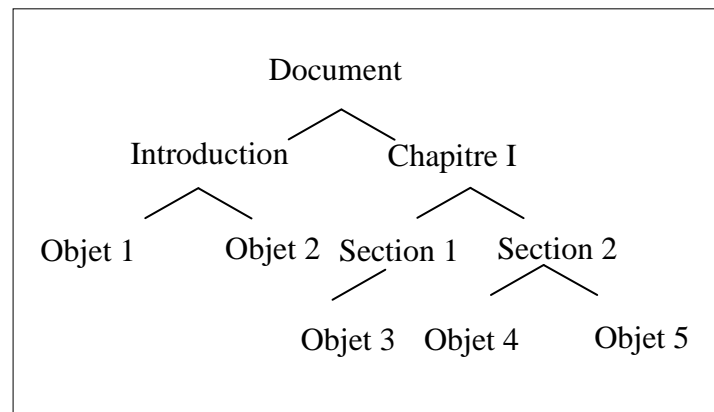 Document
Introduction Chapitre I
Objet 1 Objet 2 Section 1 Section 2
Objet 3 Objet 4 Objet 5